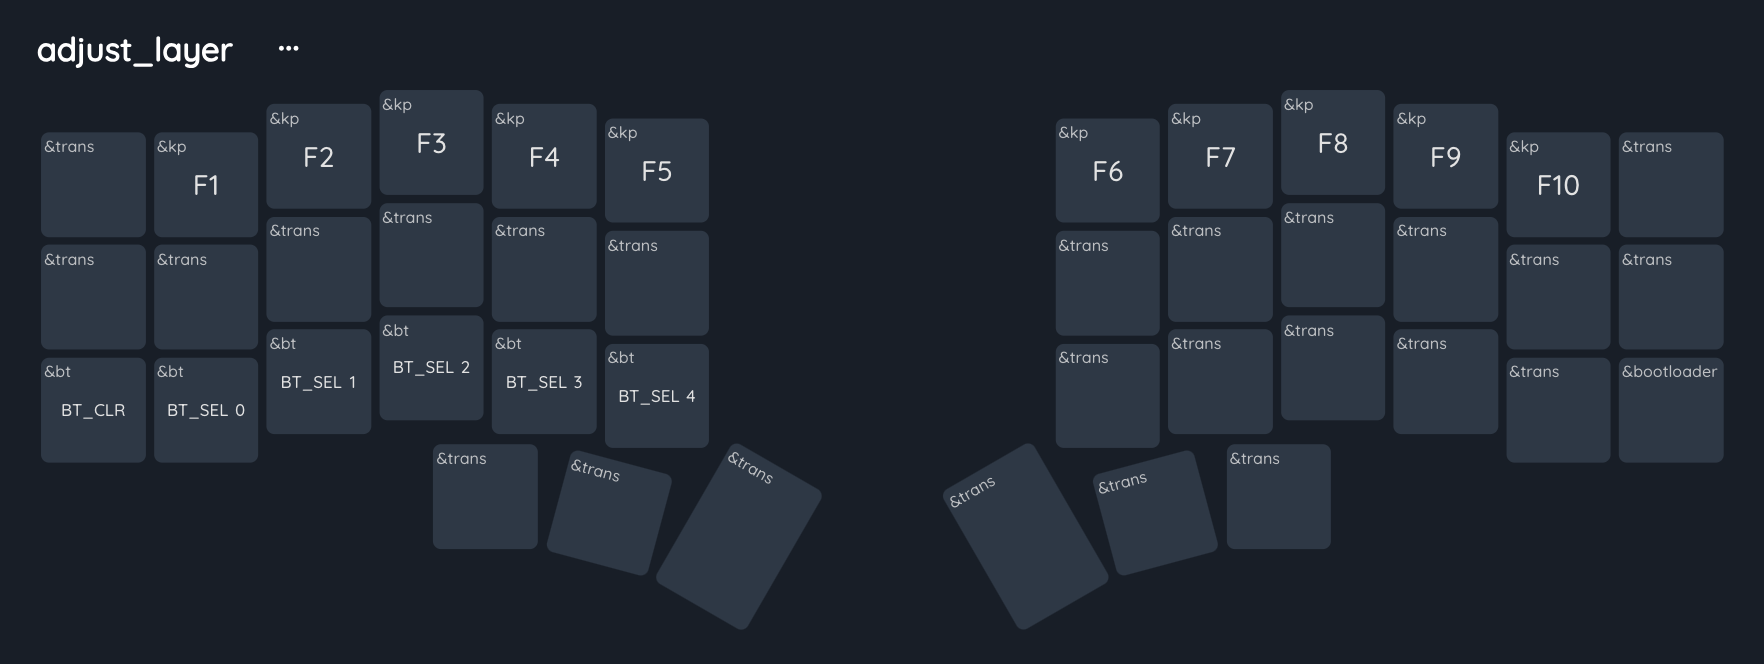 adjust_layer ...
&trans &kp &kp &kp &kp &kp &kp &kp &kp &kp &kp &trans
F1 F2 F3 F4 F5 F6 F7 F8 F9 F10
&trans &trans &trans &trans &trans &trans &trans &trans &trans &trans &trans &trans
&bt &bt &bt &bt &bt &bt &trans &trans &trans &trans &trans &bootloader
BT_CLR BT_SEL 0 BT_SEL 1 BT_SEL 2 BT_SEL 3 BT_SEL 4
&trans &trans &trans &trans &trans &trans